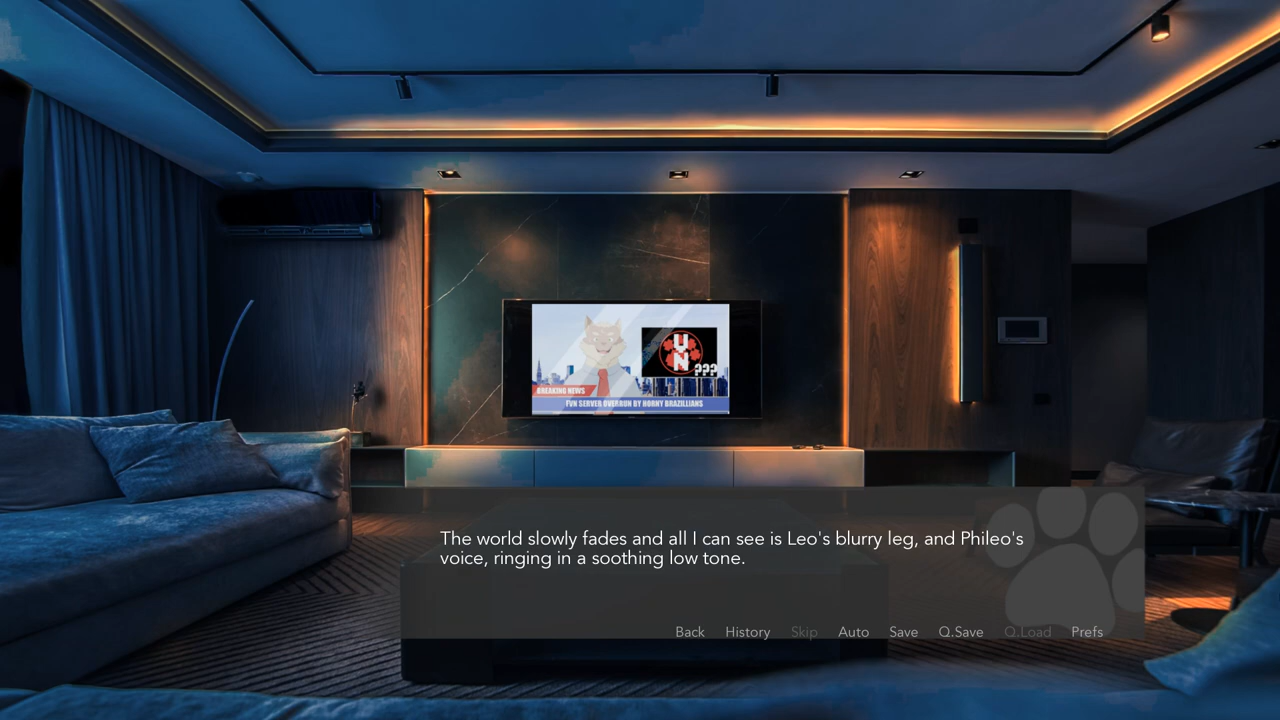 UN
???
BREAKING NEWS
FVN SERVER OVERRUN BY HORNY BRAZILLIANS
The world slowly fades and all I can see is Leo's blurry leg, and Phileo's
voice, ringing in a soothing low tone.
Back History Skip Auto Save Q.Save Q.Load Prefs